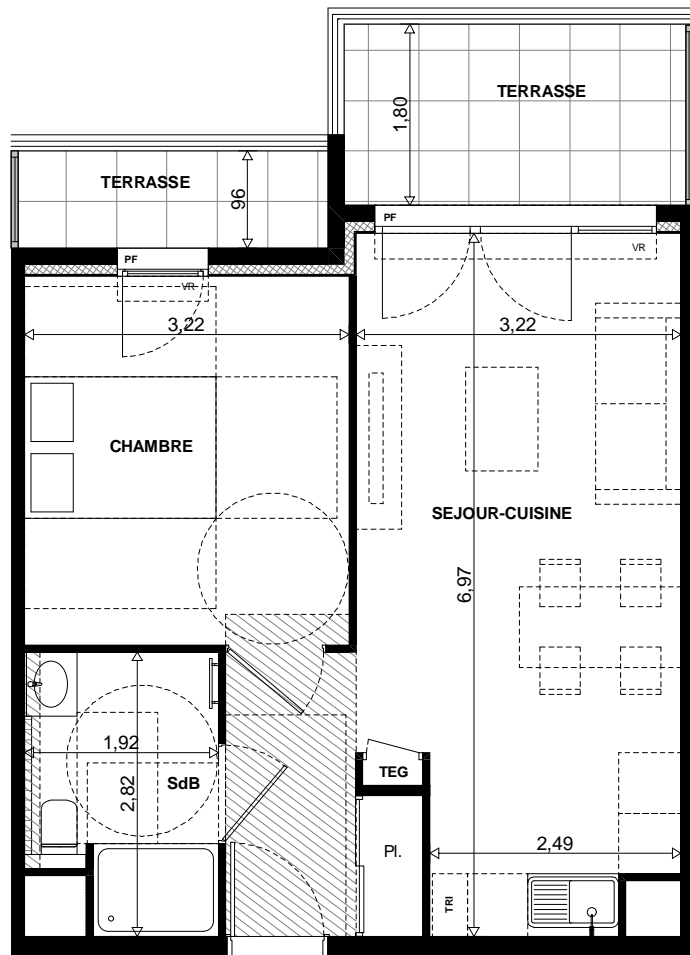 TERRASSE
1,80
TERRASSE
96
PF
VR
PF
VR
3,22
3,22
CHAMBRE
SEJOUR-CUISINE
6,97
1,92
2,82
SdB
TEG
Pl.
2,49
TRI